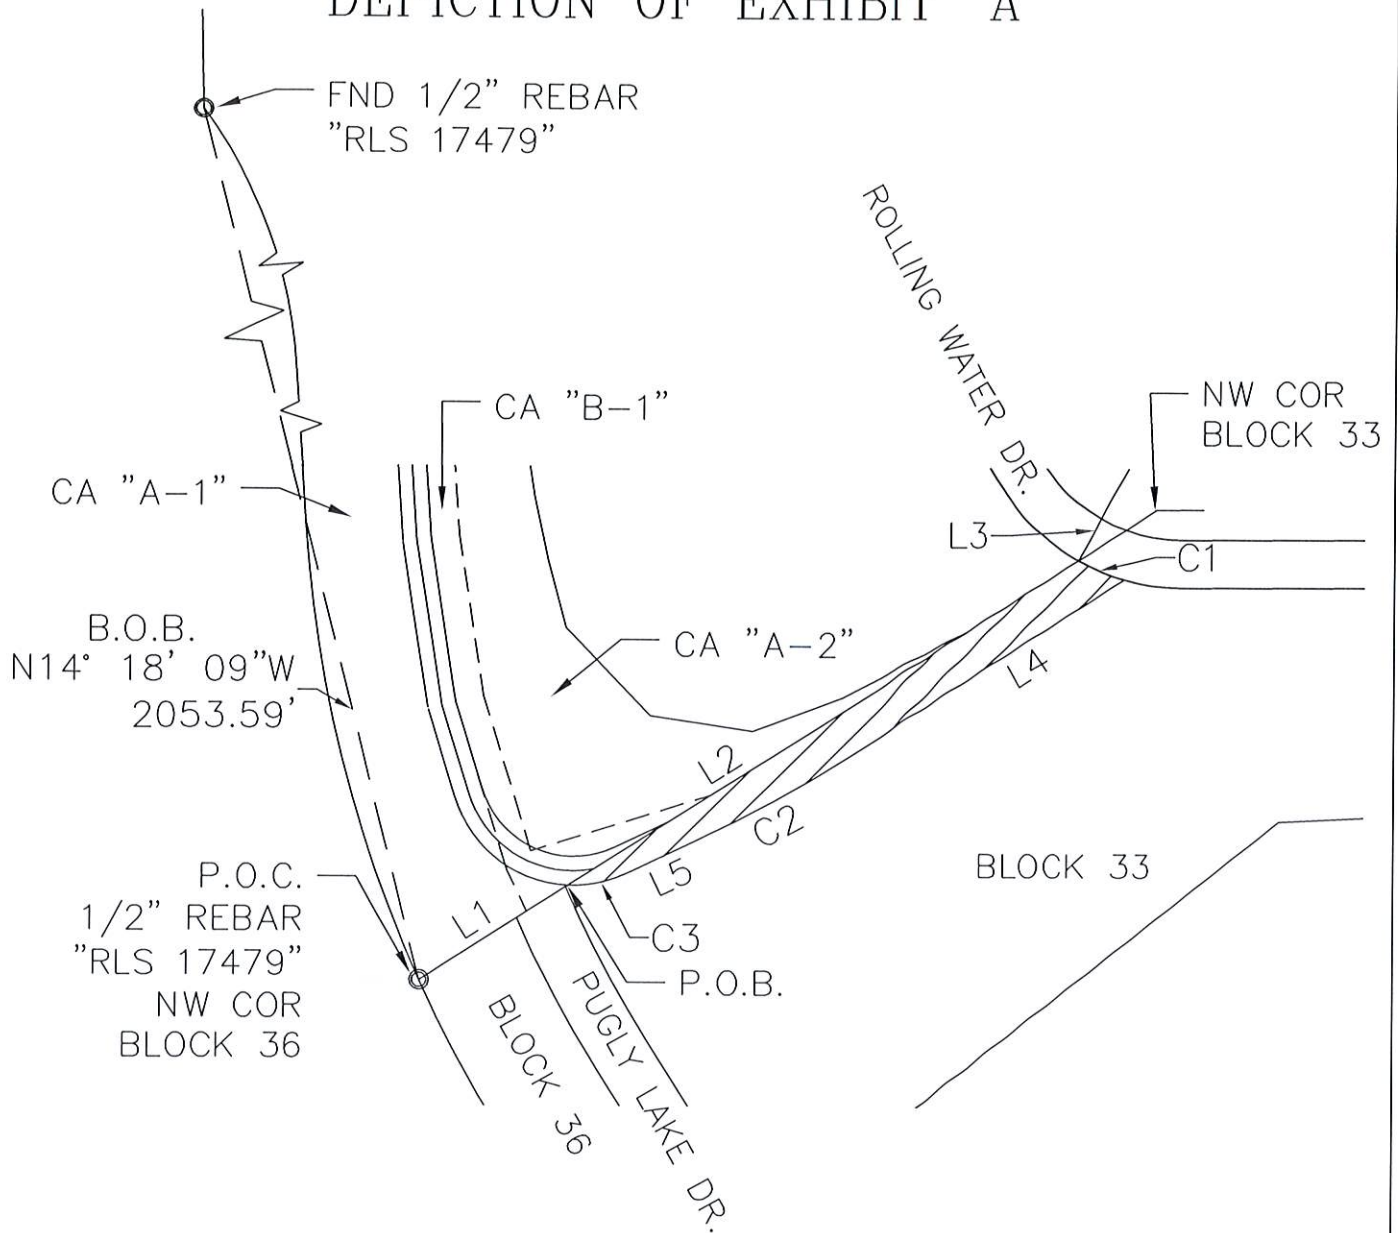 DEPICTION OF EXHIBIT A
FND 1/2" REBAR
"RLS 17479"
ROLLING WATER DR.
CA "B-1"
NW COR
BLOCK 33
CA "A-1"
L3
C1
B.O.B.
N14° 18' 09"W
2053.59'
CA "A-2"
L4
L2
C2
P.O.C.
1/2" REBAR
"RLS 17479"
NW COR
BLOCK 36
L1
L5
BLOCK 33
C3
P.O.B.
BLOCK 36
PUGLY LAKE DR.